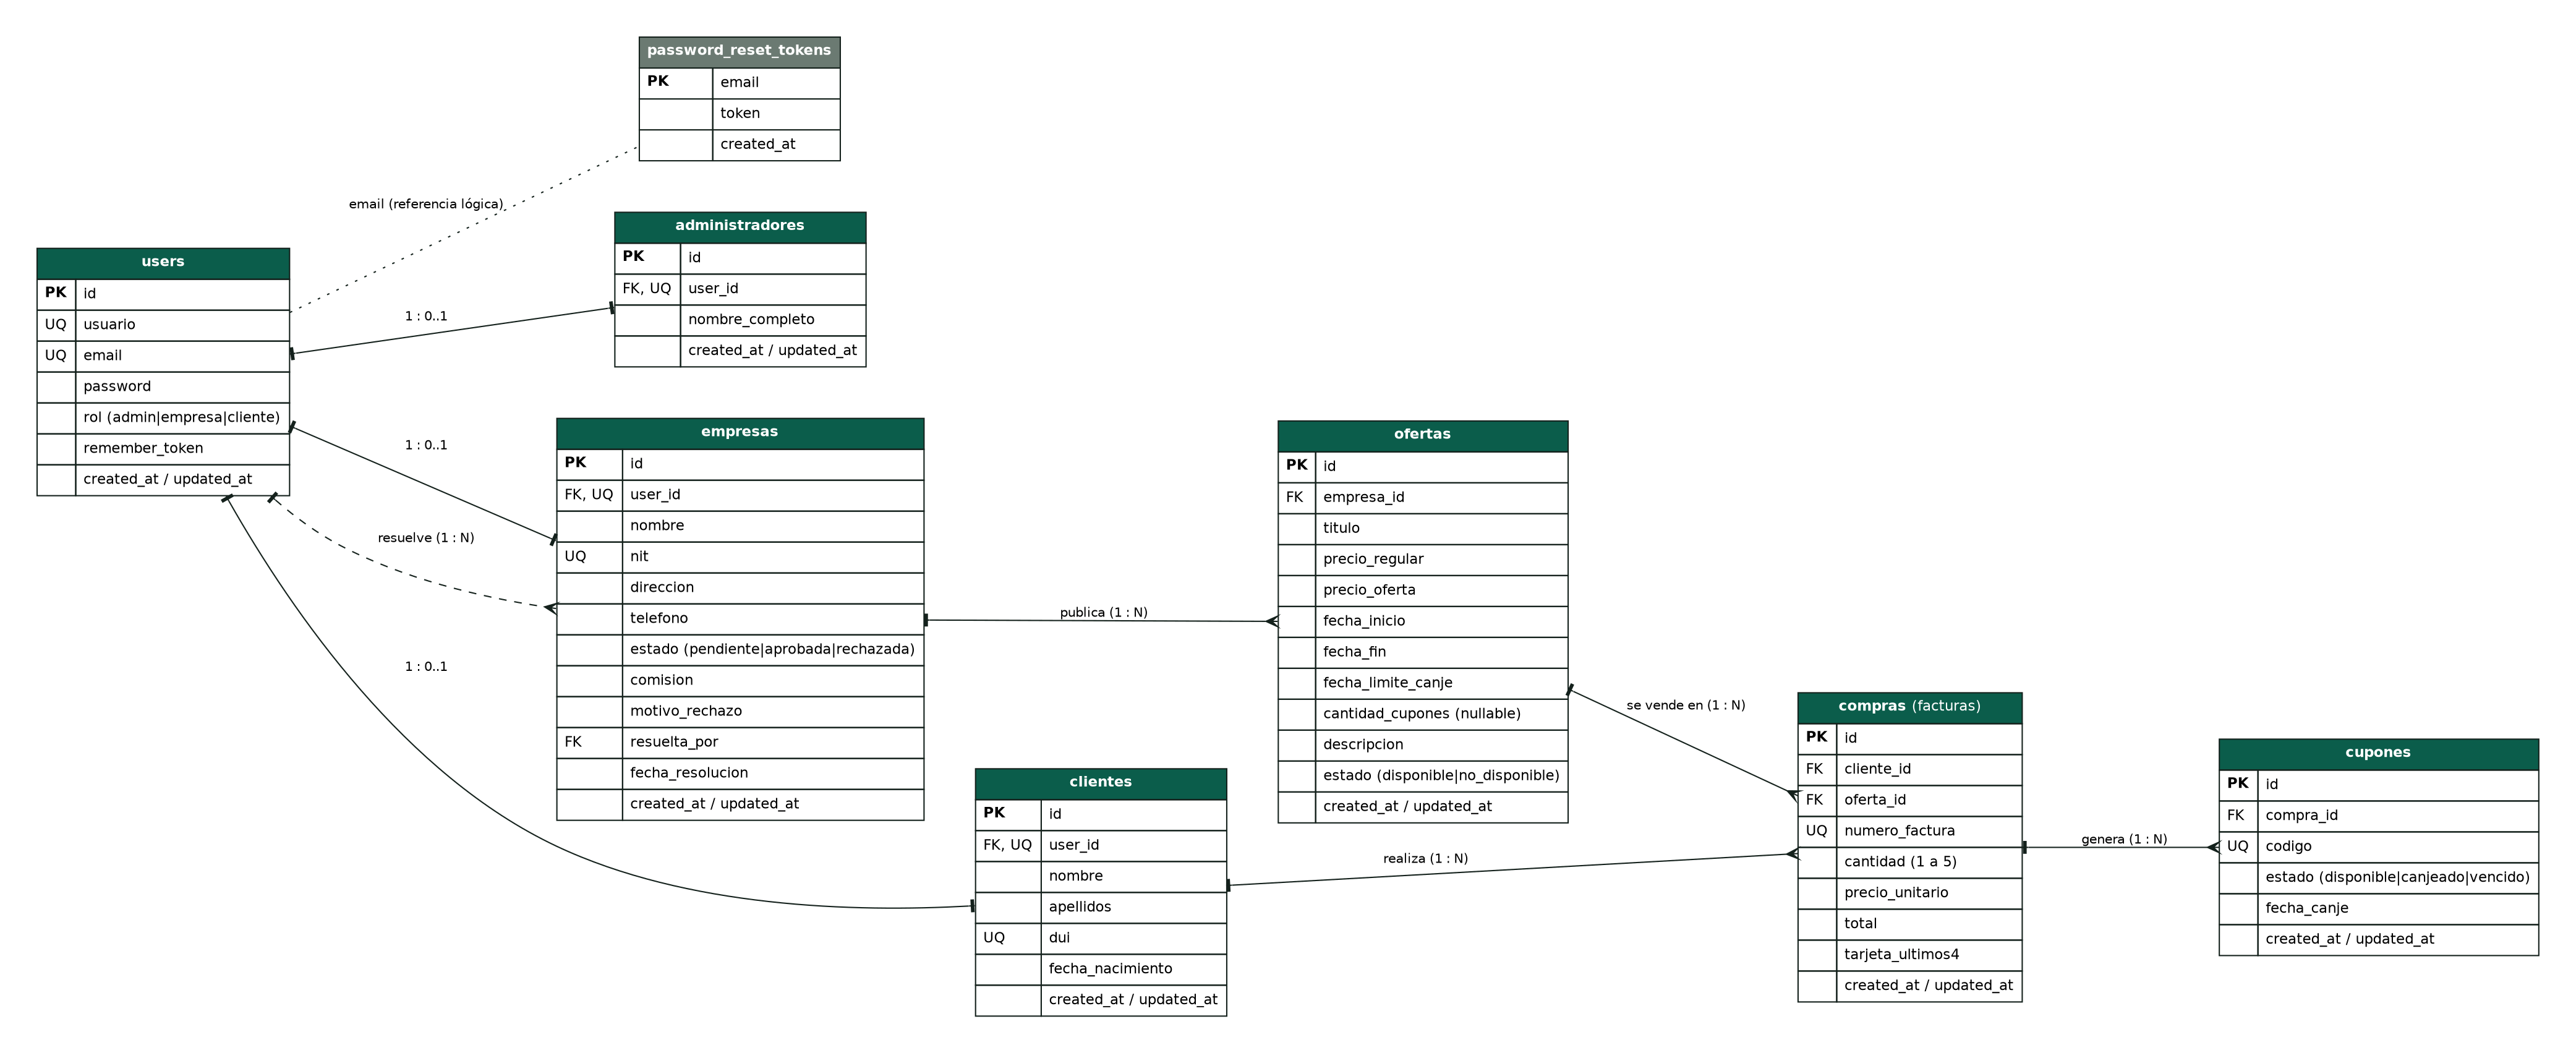 password_reset_tokens
PK email
token
created_at
email (referencia lógica)
administradores
PK id
FK, UQ user_id
nombre_completo
created_at / updated_at
users
PK id
UQ usuario
UQ email
password
rol (admin|empresa|cliente)
remember_token
created_at / updated_at
1 : 0..1
1 : 0..1
resuelve (1 : N)
1 : 0..1
empresas
PK id
FK, UQ user_id
nombre
UQ nit
direccion
telefono
estado (pendiente|aprobada|rechazada)
comision
motivo_rechazo
FK resuelta_por
fecha_resolucion
created_at / updated_at
publica (1 : N)
ofertas
PK id
FK empresa_id
titulo
precio_regular
precio_oferta
fecha_inicio
fecha_fin
fecha_limite_canje
cantidad_cupones (nullable)
descripcion
estado (disponible|no_disponible)
created_at / updated_at
se vende en (1 : N)
clientes
PK id
FK, UQ user_id
nombre
apellidos
UQ dui
fecha_nacimiento
created_at / updated_at
realiza (1 : N)
compras (facturas)
PK id
FK cliente_id
FK oferta_id
UQ numero_factura
cantidad (1 a 5)
precio_unitario
total
tarjeta_ultimos4
created_at / updated_at
genera (1 : N)
cupones
PK id
FK compra_id
UQ codigo
estado (disponible|canjeado|vencido)
fecha_canje
created_at / updated_at